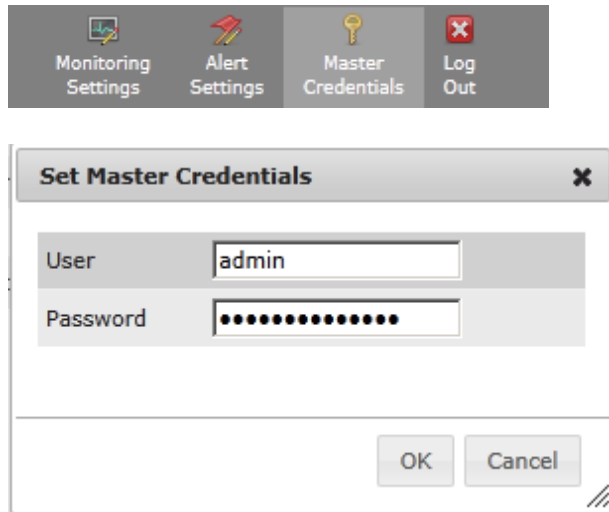 Monitoring Settings
Alert Settings
Master Credentials
Log Out
Set Master Credentials
User admin
Password ••••••••••••••
OK Cancel